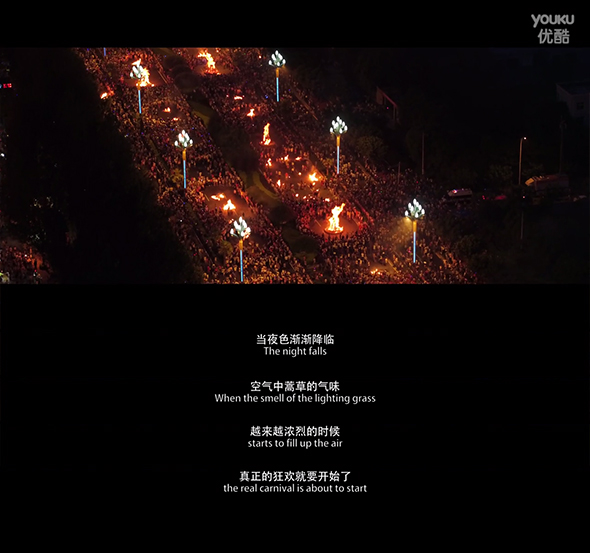 YOUKU
优酷
当夜色渐渐降临
The night falls
空气中蒿草的气味
When the smell of the lighting grass
越来越浓烈的时候
starts to fill up the air
真正的狂欢就要开始了
the real carnival is about to start